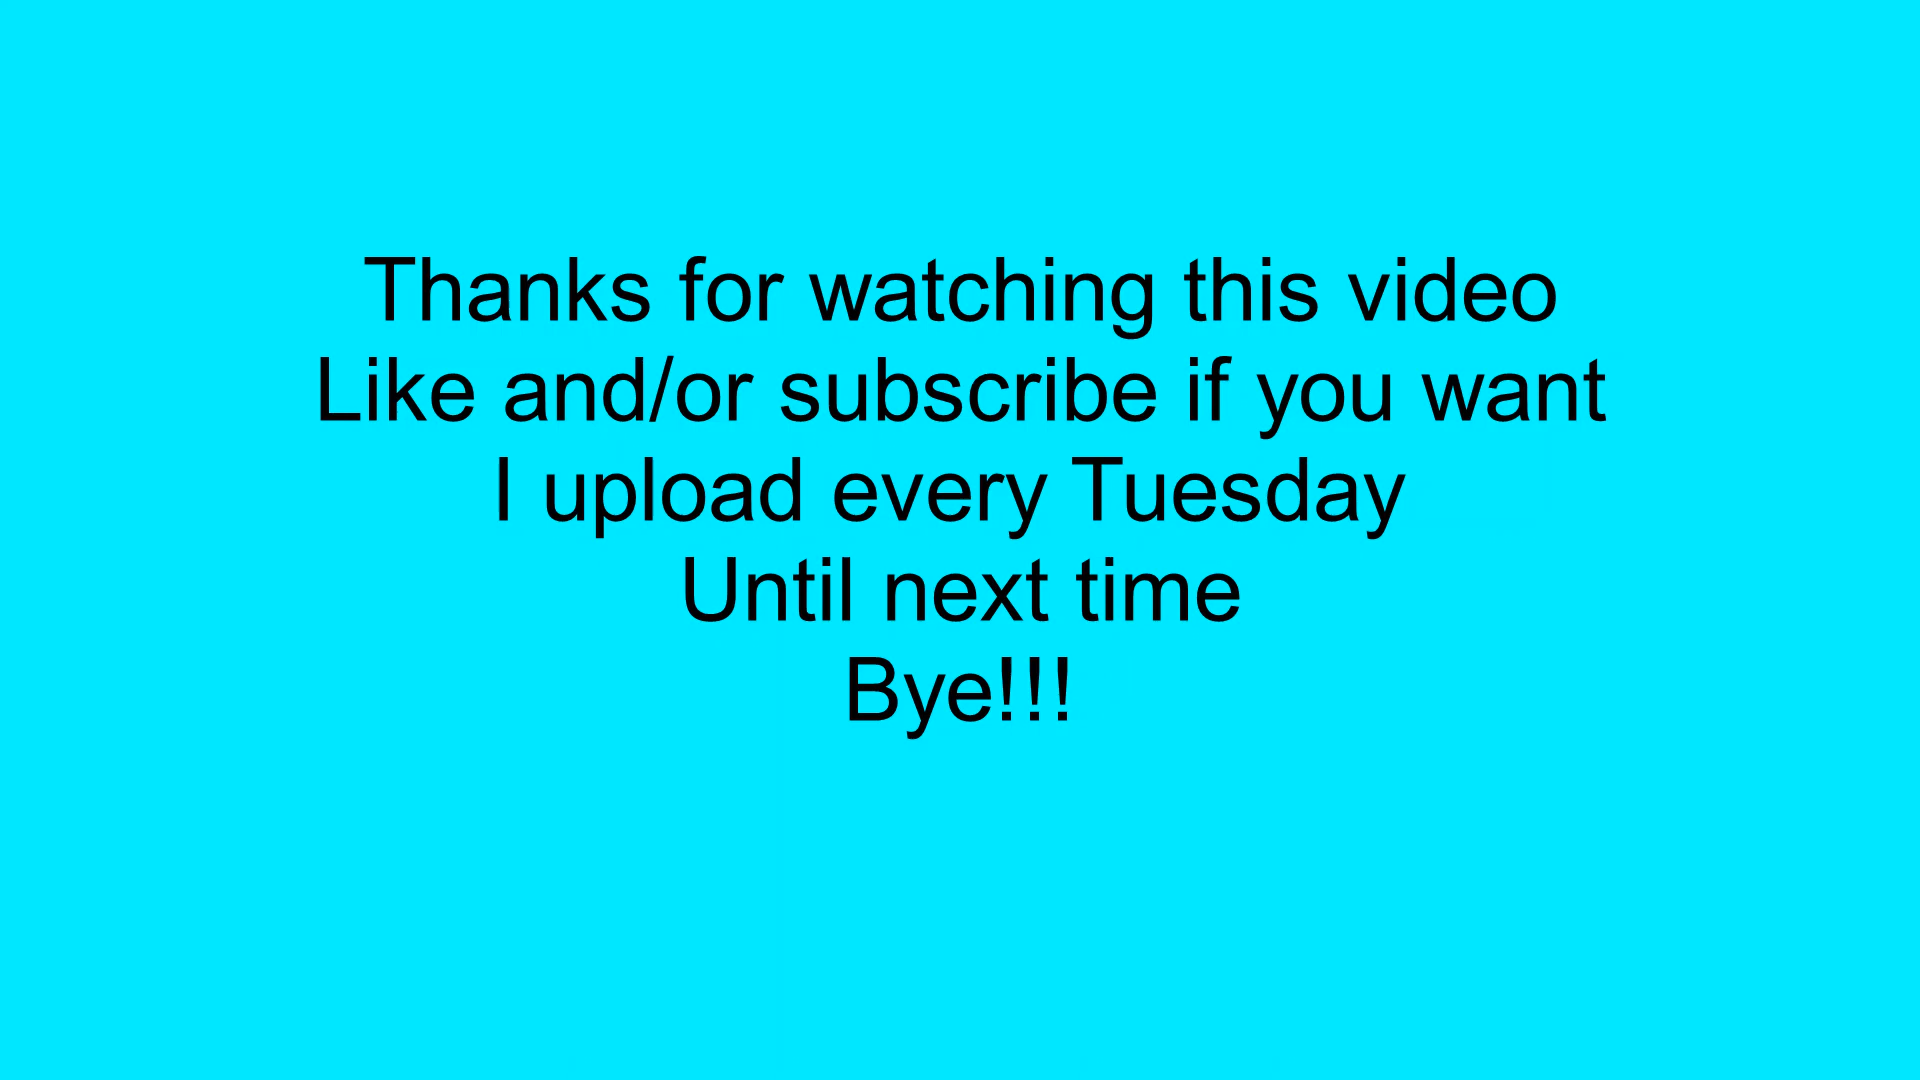 Thanks for watching this video
Like and/or subscribe if you want
I upload every Tuesday
Until next time
Bye!!!